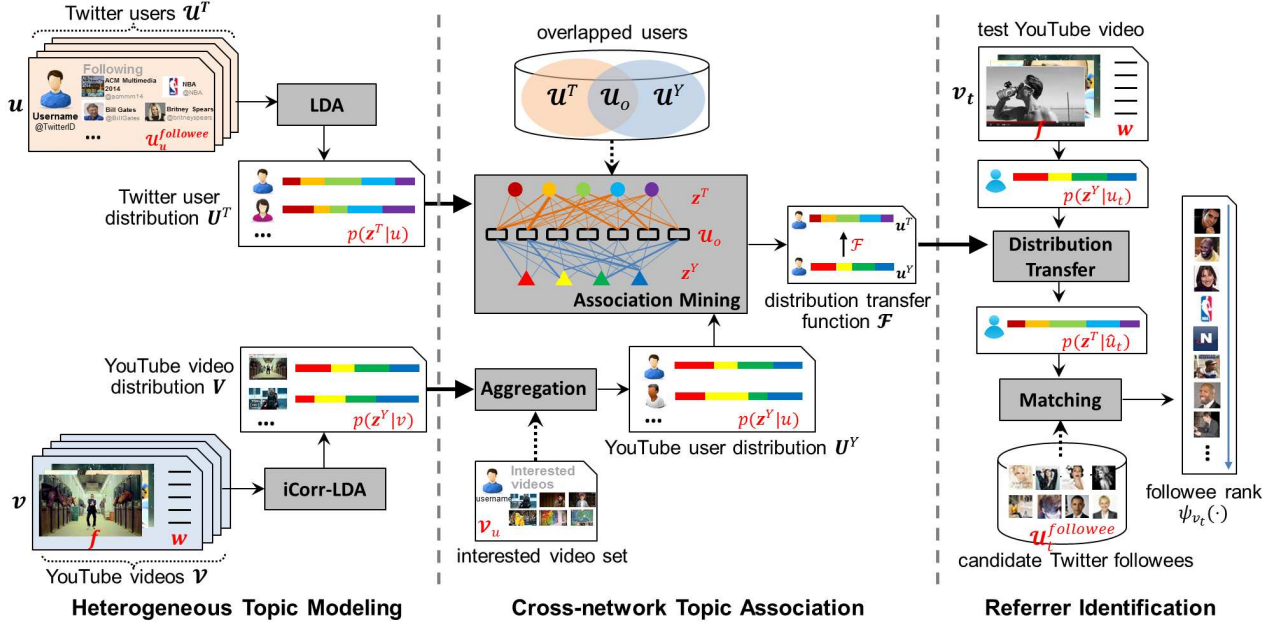 Twitter users 𝓤^T
u
Following
ACM Multimedia
2014
@acmmm14
NBA
@NBA
Bill Gates
@BillGates
Britney Spears
@britneyspears
Username
@TwitterID
...
𝓤_u^followee
LDA
Twitter user
distribution U^T
...
p(z^T|u)
YouTube video
distribution V
...
p(z^Y|v)
v
f
w
YouTube videos 𝓥
iCorr-LDA
Heterogeneous Topic Modeling
overlapped users
𝓤^T
𝓤_o
𝓤^Y
z^T
𝓤_o
z^Y
Association Mining
u^T
𝓕
u^Y
distribution transfer
function 𝓕
Aggregation
...
p(z^Y|u)
YouTube user distribution U^Y
Interested
videos
username
𝓥_u
...
interested video set
Cross-network Topic Association
test YouTube video
v_t
f
w
p(z^Y|u_t)
Distribution
Transfer
p(z^T|û_t)
Matching
...
𝓤_t^followee
candidate Twitter followees
N
...
followee rank
ψ_{v_t}(·)
Referrer Identification